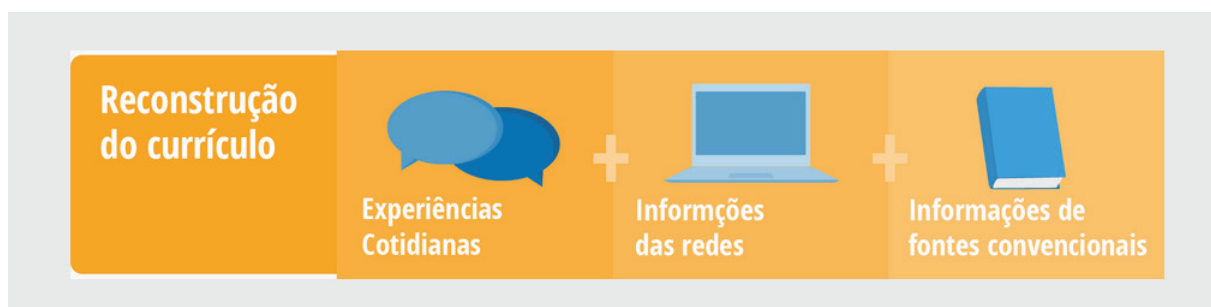 Reconstrução
do currículo
Experiências
Cotidianas
+
Informções
das redes
+
Informações de
fontes convencionais